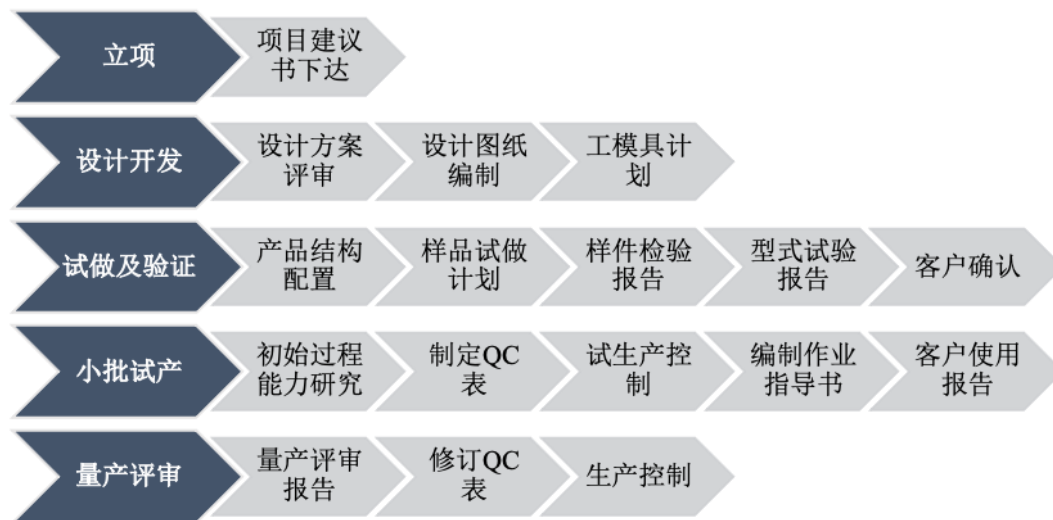 立项
项目建议
书下达
设计开发
设计方案
评审
设计图纸
编制
工模具计
划
试做及验证
产品结构
配置
样品试做
计划
样件检验
报告
型式试验
报告
客户确认
小批试产
初始过程
能力研究
制定QC
表
试生产控
制
编制作业
指导书
客户使用
报告
量产评审
量产评审
报告
修订QC
表
生产控制